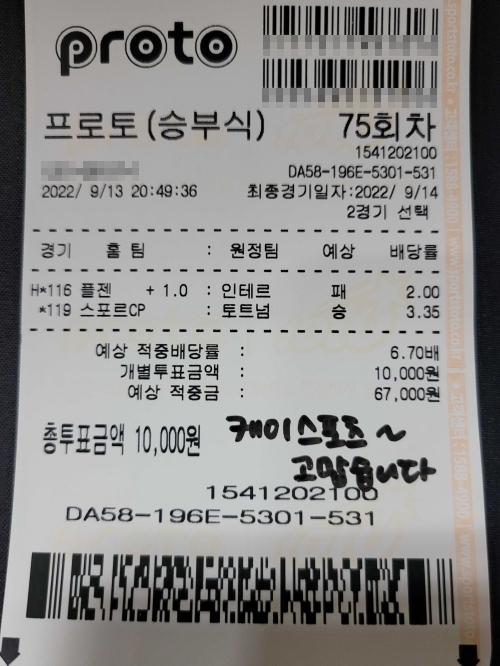 proto
프로토(승부식) 75회차
1541202100
DA58-196E-5301-531
2022/ 9/13 20:49:36 최종경기일자:2022/ 9/14
2경기 선택
경기 홈 팀 : 원정팀 예상 배당률
H*116 플젠 + 1.0 : 인테르 패 2.00
*119 스포르CP : 토트넘 승 3.35
예상 적중배당률 : 6.70배
개별투표금액 : 10,000원
예상 적중금 : 67,000원
총투표금액 10,000원 케이스포즈~
고맙습니다
1541202100
DA58-196E-5301-531